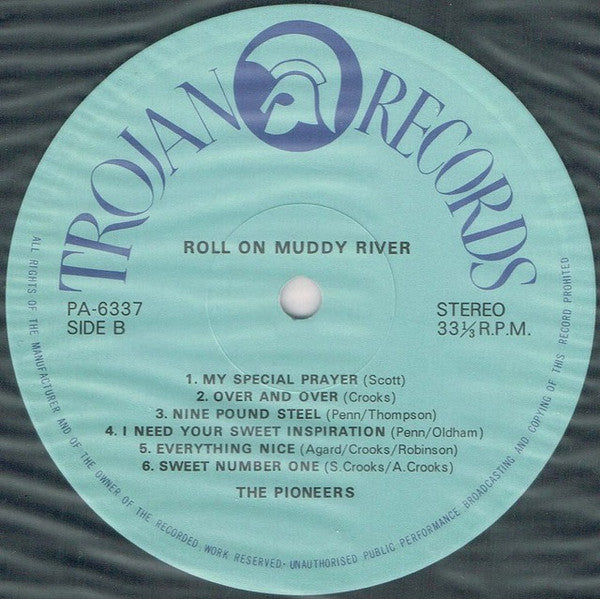 TROJAN RECORDS
ROLL ON MUDDY RIVER
PA-6337
SIDE B
STEREO
33⅓ R.P.M.
1. MY SPECIAL PRAYER (Scott)
2. OVER AND OVER (Crooks)
3. NINE POUND STEEL (Penn/Thompson)
4. I NEED YOUR SWEET INSPIRATION (Penn/Oldham)
5. EVERYTHING NICE (Agard/Crooks/Robinson)
6. SWEET NUMBER ONE (S.Crooks/A.Crooks)
THE PIONEERS
ALL RIGHTS OF THE MANUFACTURER AND OF THE OWNER OF THE RECORDED WORK RESERVED· UNAUTHORISED PUBLIC PERFORMANCE BROADCASTING AND COPYING OF THIS RECORD PROHIBITED